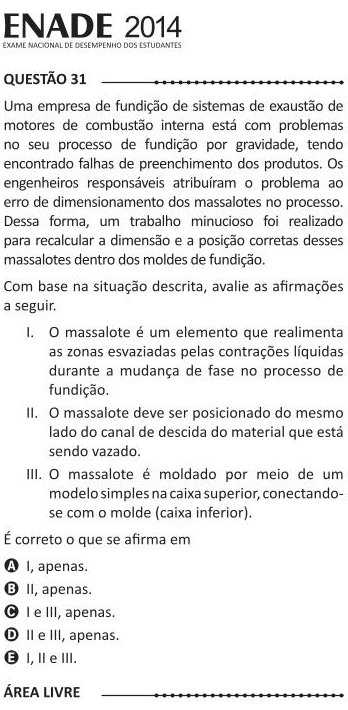 ENADE 2014
EXAME NACIONAL DE DESEMPENHO DOS ESTUDANTES
QUESTÃO 31
Uma empresa de fundição de sistemas de exaustão de
motores de combustão interna está com problemas
no seu processo de fundição por gravidade, tendo
encontrado falhas de preenchimento dos produtos. Os
engenheiros responsáveis atribuíram o problema ao
erro de dimensionamento dos massalotes no processo.
Dessa forma, um trabalho minucioso foi realizado
para recalcular a dimensão e a posição corretas desses
massalotes dentro dos moldes de fundição.
Com base na situação descrita, avalie as afirmações
a seguir.
I. O massalote é um elemento que realimenta
as zonas esvaziadas pelas contrações líquidas
durante a mudança de fase no processo de
fundição.
II. O massalote deve ser posicionado do mesmo
lado do canal de descida do material que está
sendo vazado.
III. O massalote é moldado por meio de um
modelo simples na caixa superior, conectando-
se com o molde (caixa inferior).
É correto o que se afirma em
A I, apenas.
B II, apenas.
C I e III, apenas.
D II e III, apenas.
E I, II e III.
ÁREA LIVRE